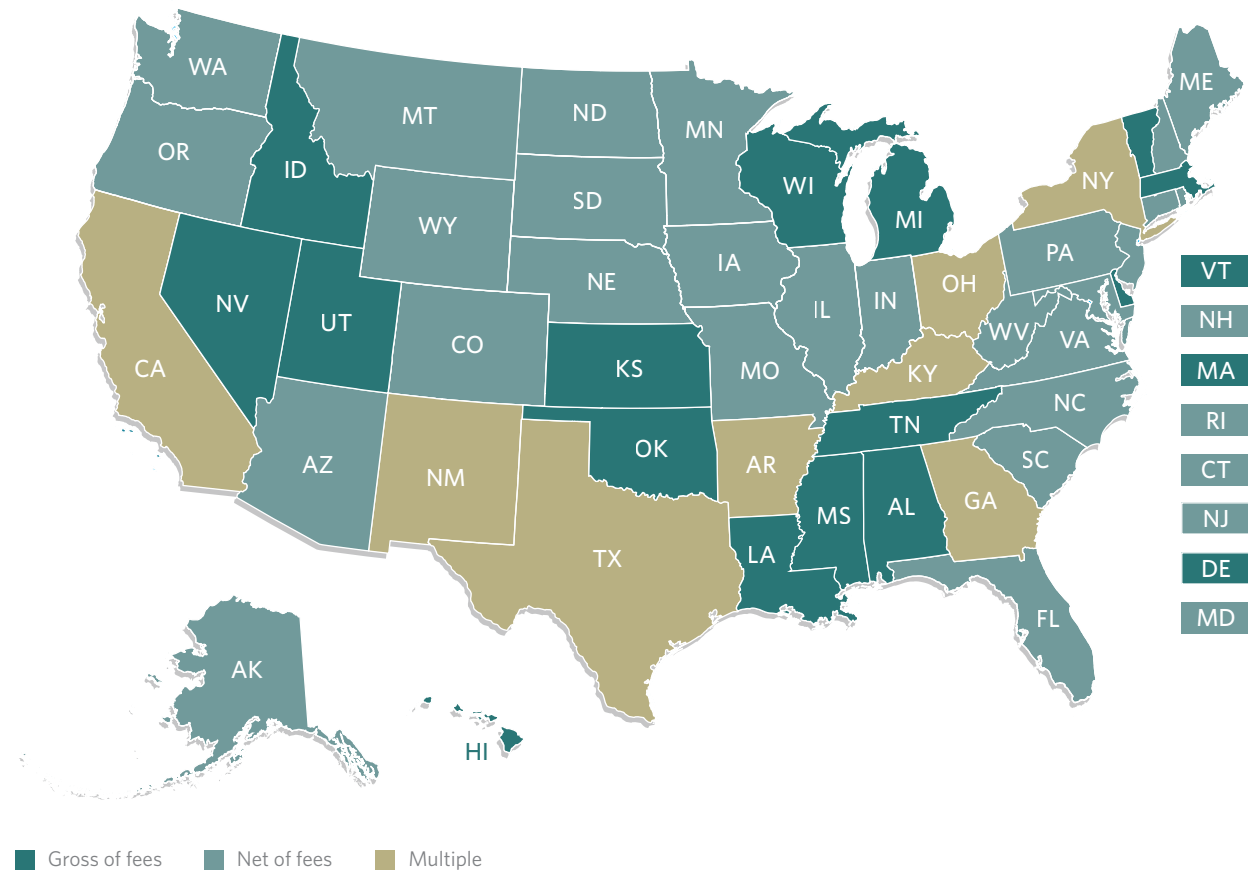 WA
ME
MT
ND
MN
OR
ID
WI
NY
SD
MI
WY
PA
IA
VT
NE
OH
NV
IL
IN
NH
UT
CO
WV
VA
CA
KS
MO
KY
MA
NC
TN
RI
OK
AZ
AR
SC
CT
NM
GA
MS
AL
NJ
TX
LA
DE
FL
MD
AK
HI
Gross of fees
Net of fees
Multiple